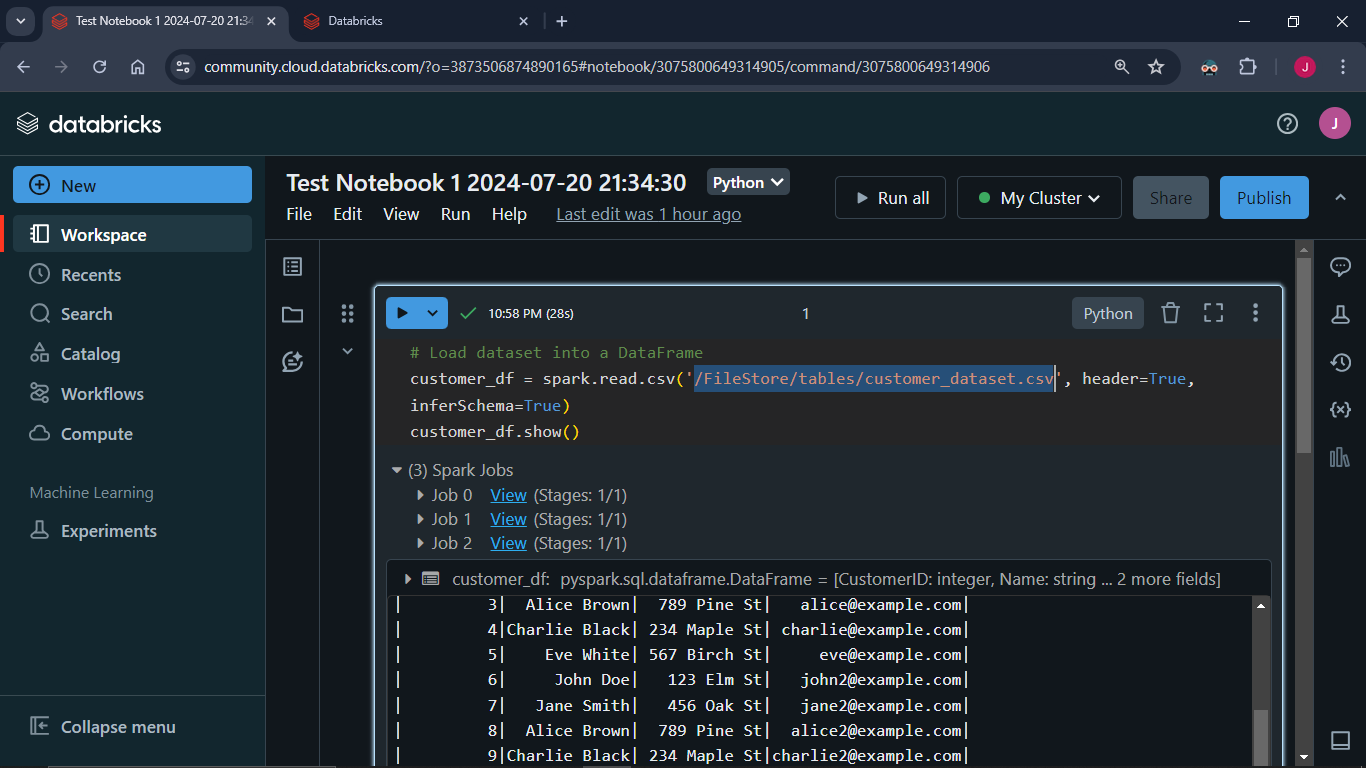 Test Notebook 1 2024-07-20 21:34
Databricks
community.cloud.databricks.com/?o=3873506874890165#notebook/3075800649314905/command/3075800649314906
J
databricks
J
New
Workspace
Recents
Search
Catalog
Workflows
Compute
Machine Learning
Experiments
Collapse menu
Test Notebook 1 2024-07-20 21:34:30
Python
File Edit View Run Help Last edit was 1 hour ago
Run all
My Cluster
Share
Publish
10:58 PM (28s)
1
Python
# Load dataset into a DataFrame
customer_df = spark.read.csv('/FileStore/tables/customer_dataset.csv', header=True,
inferSchema=True)
customer_df.show()
(3) Spark Jobs
Job 0 View (Stages: 1/1)
Job 1 View (Stages: 1/1)
Job 2 View (Stages: 1/1)
customer_df: pyspark.sql.dataframe.DataFrame = [CustomerID: integer, Name: string ... 2 more fields]
| 3| Alice Brown| 789 Pine St| alice@example.com|
| 4|Charlie Black| 234 Maple St| charlie@example.com|
| 5| Eve White| 567 Birch St| eve@example.com|
| 6| John Doe| 123 Elm St| john2@example.com|
| 7| Jane Smith| 456 Oak St| jane2@example.com|
| 8| Alice Brown| 789 Pine St| alice2@example.com|
| 9|Charlie Black| 234 Maple St|charlie2@example.com|